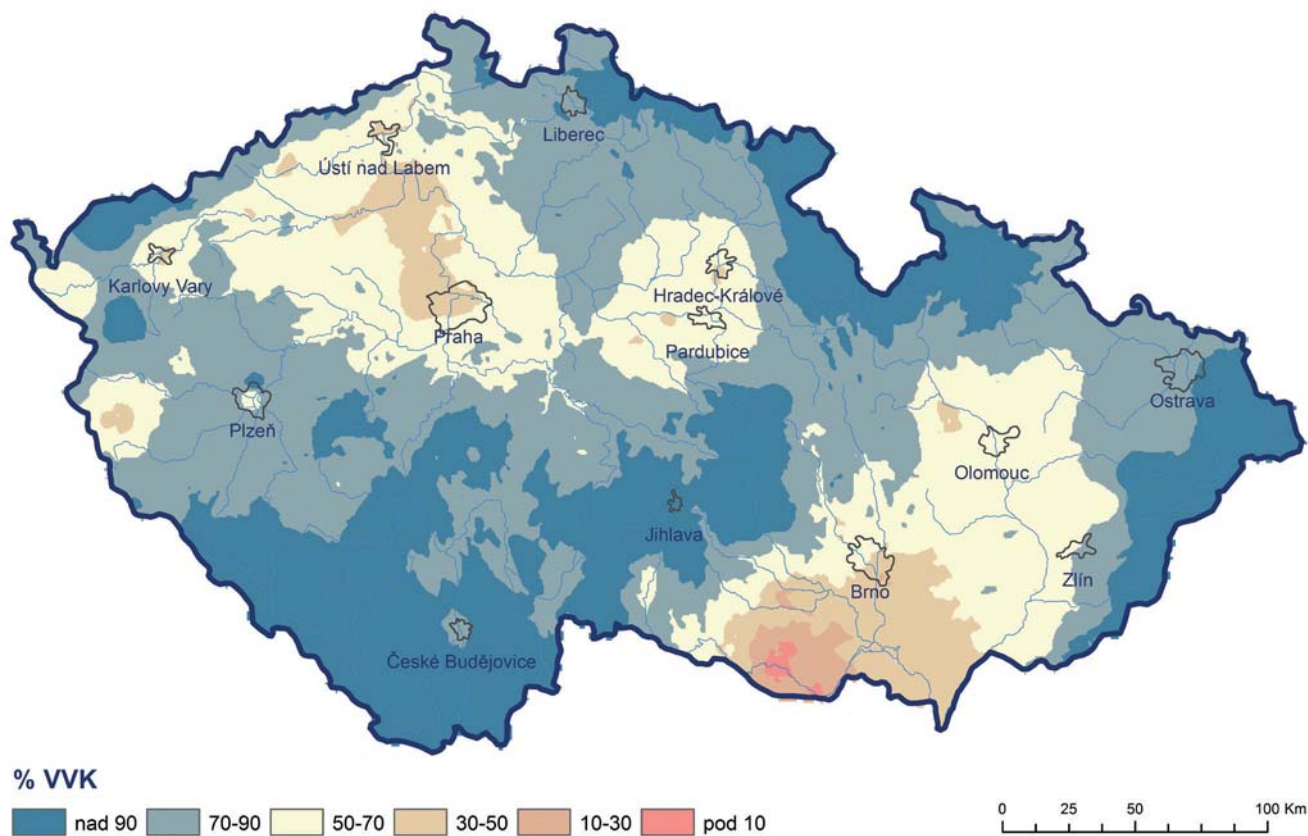 Liberec
Ústí nad Labem
Karlovy Vary
Hradec-Králové
Praha
Pardubice
Ostrava
Plzeň
Olomouc
Jihlava
Zlín
Brno
České Budějovice
% VVK
nad 90 70-90 50-70 30-50 10-30 pod 10
0 25 50 100 Km